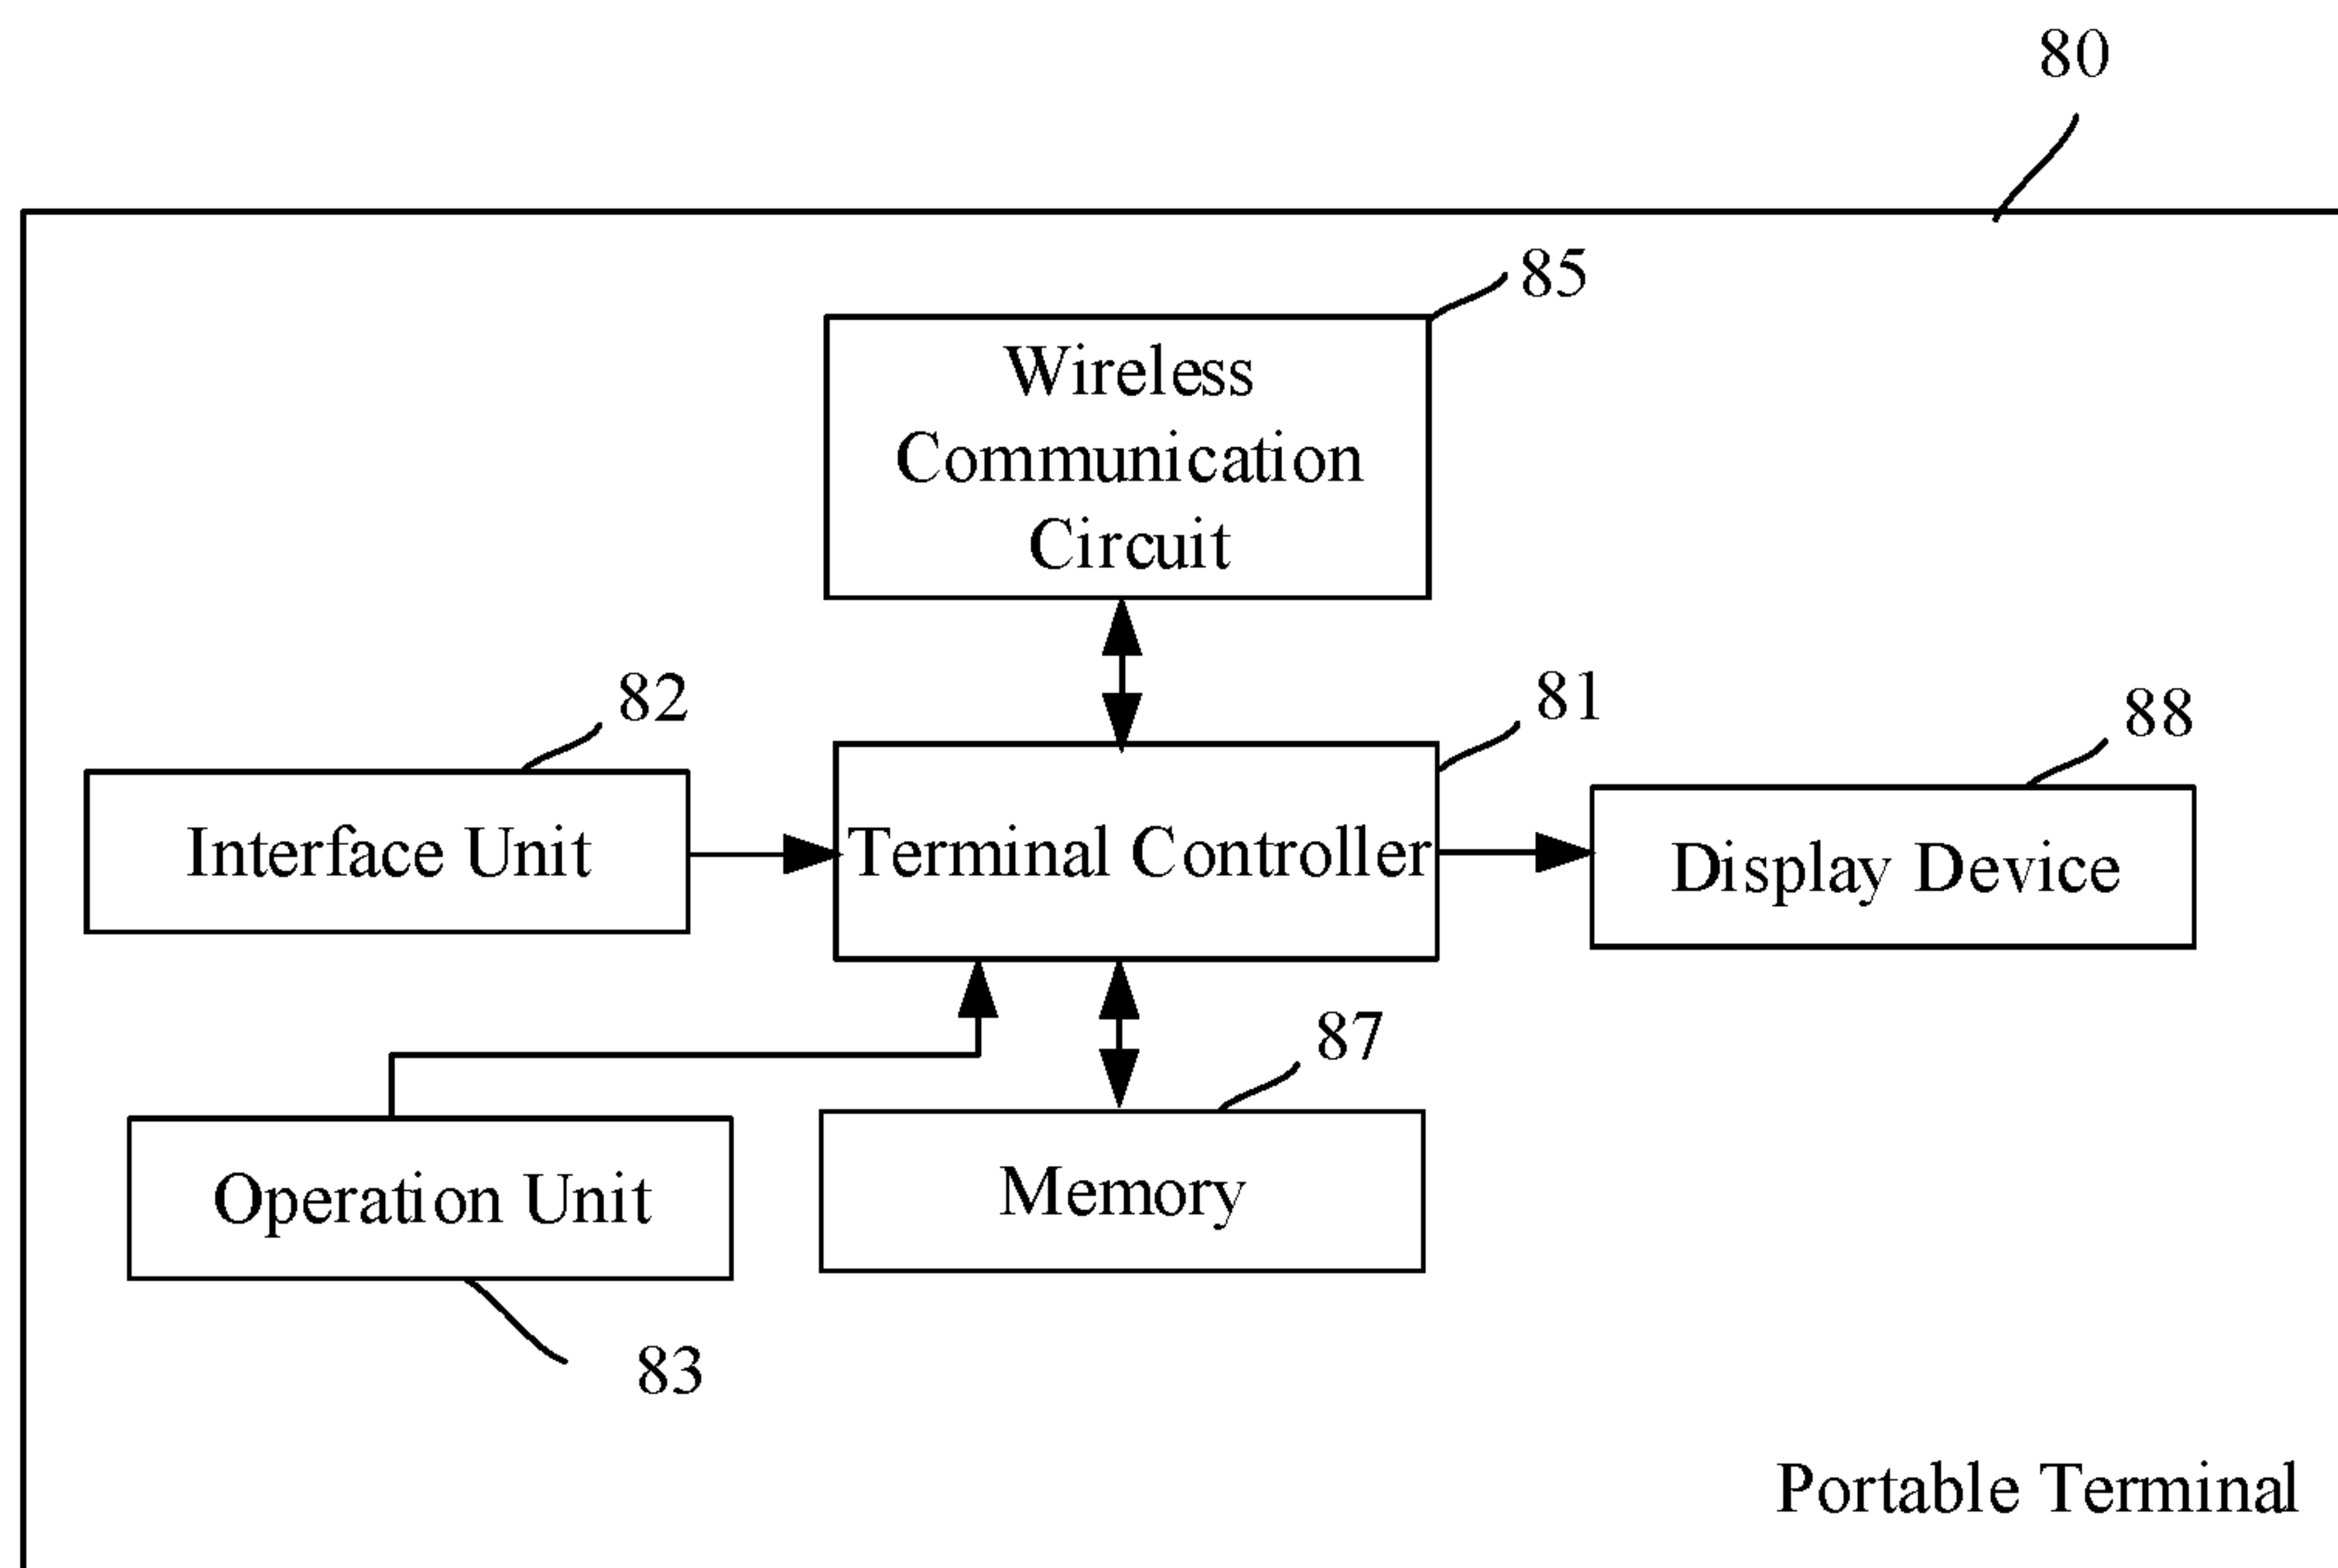 80
85
Wireless
Communication
Circuit
82
81
88
Interface Unit
Terminal Controller
Display Device
87
Operation Unit
Memory
83
Portable Terminal